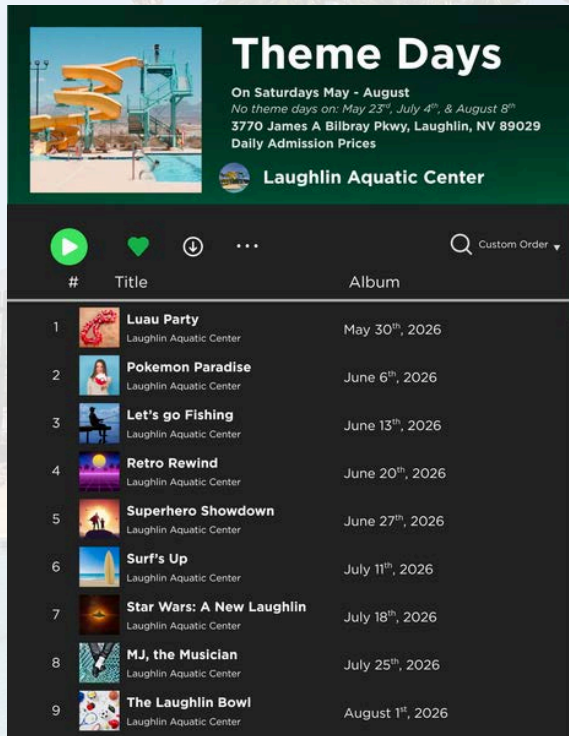 Theme Days
On Saturdays May - August
No theme days on: May 23rd, July 4th, & August 8th
3770 James A Bilbray Pkwy, Laughlin, NV 89029
Daily Admission Prices
Laughlin Aquatic Center
Custom Order
# Title Album
1 Luau Party
Laughlin Aquatic Center
May 30th, 2026
2 Pokemon Paradise
Laughlin Aquatic Center
June 6th, 2026
3 Let's go Fishing
Laughlin Aquatic Center
June 13th, 2026
4 Retro Rewind
Laughlin Aquatic Center
June 20th, 2026
5 Superhero Showdown
Laughlin Aquatic Center
June 27th, 2026
6 Surf's Up
Laughlin Aquatic Center
July 11th, 2026
7 Star Wars: A New Laughlin
Laughlin Aquatic Center
July 18th, 2026
8 MJ, the Musician
Laughlin Aquatic Center
July 25th, 2026
9 The Laughlin Bowl
Laughlin Aquatic Center
August 1st, 2026